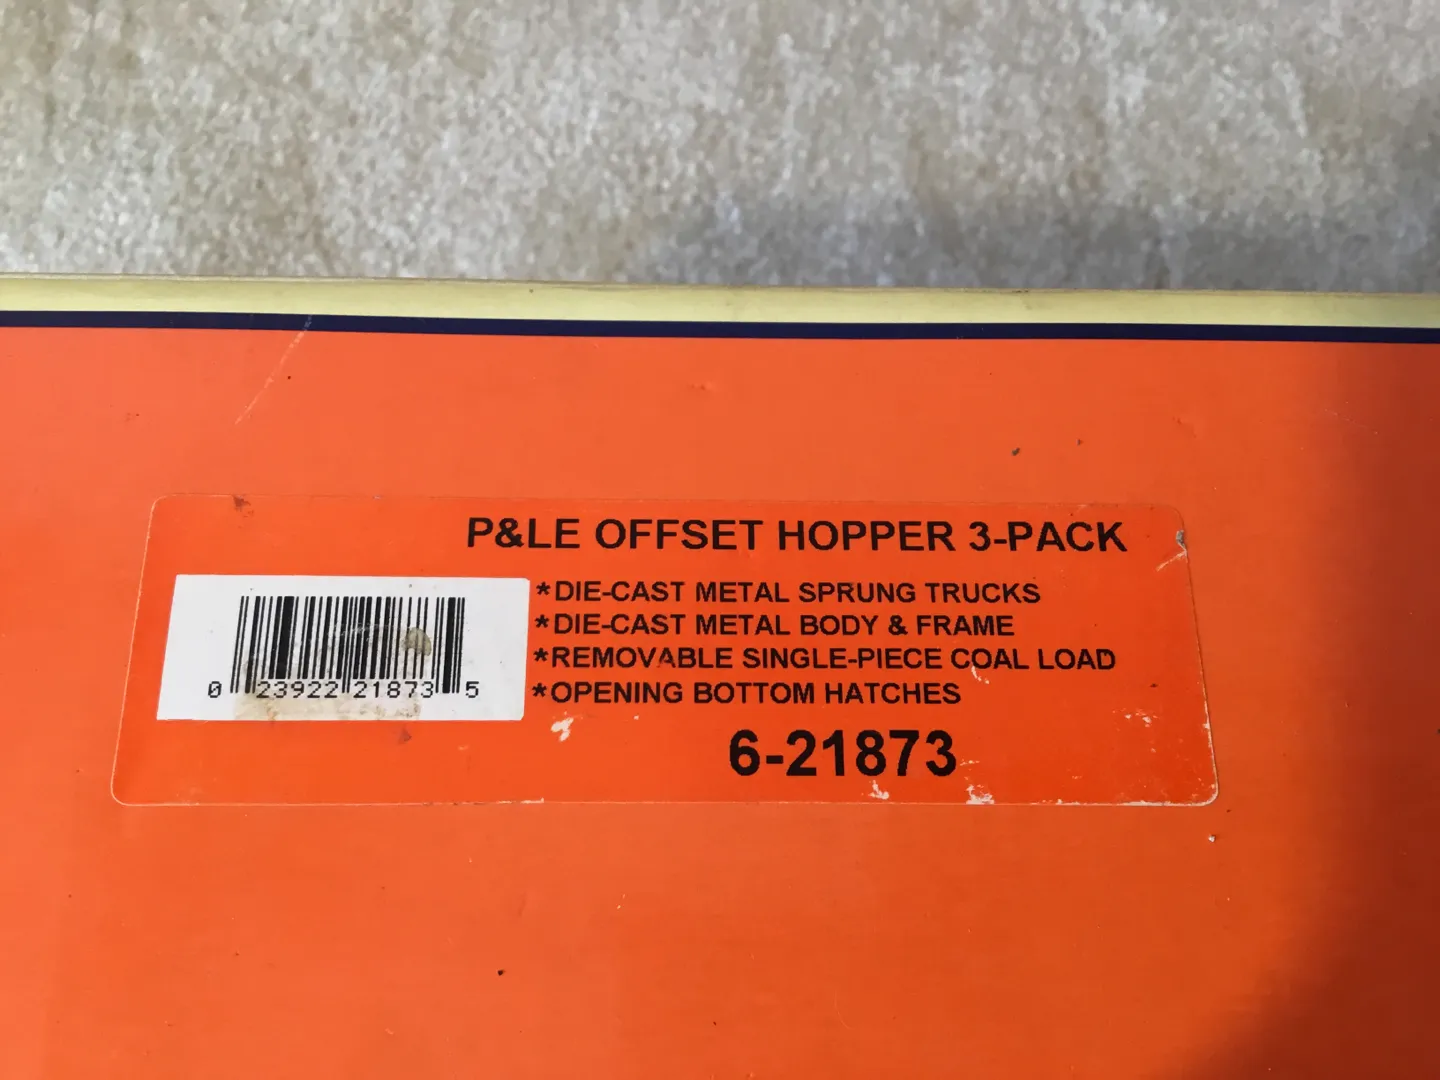 P&LE OFFSET HOPPER 3-PACK
*DIE-CAST METAL SPRUNG TRUCKS
*DIE-CAST METAL BODY & FRAME
*REMOVABLE SINGLE-PIECE COAL LOAD
*OPENING BOTTOM HATCHES
0 23922 21873 5
6-21873